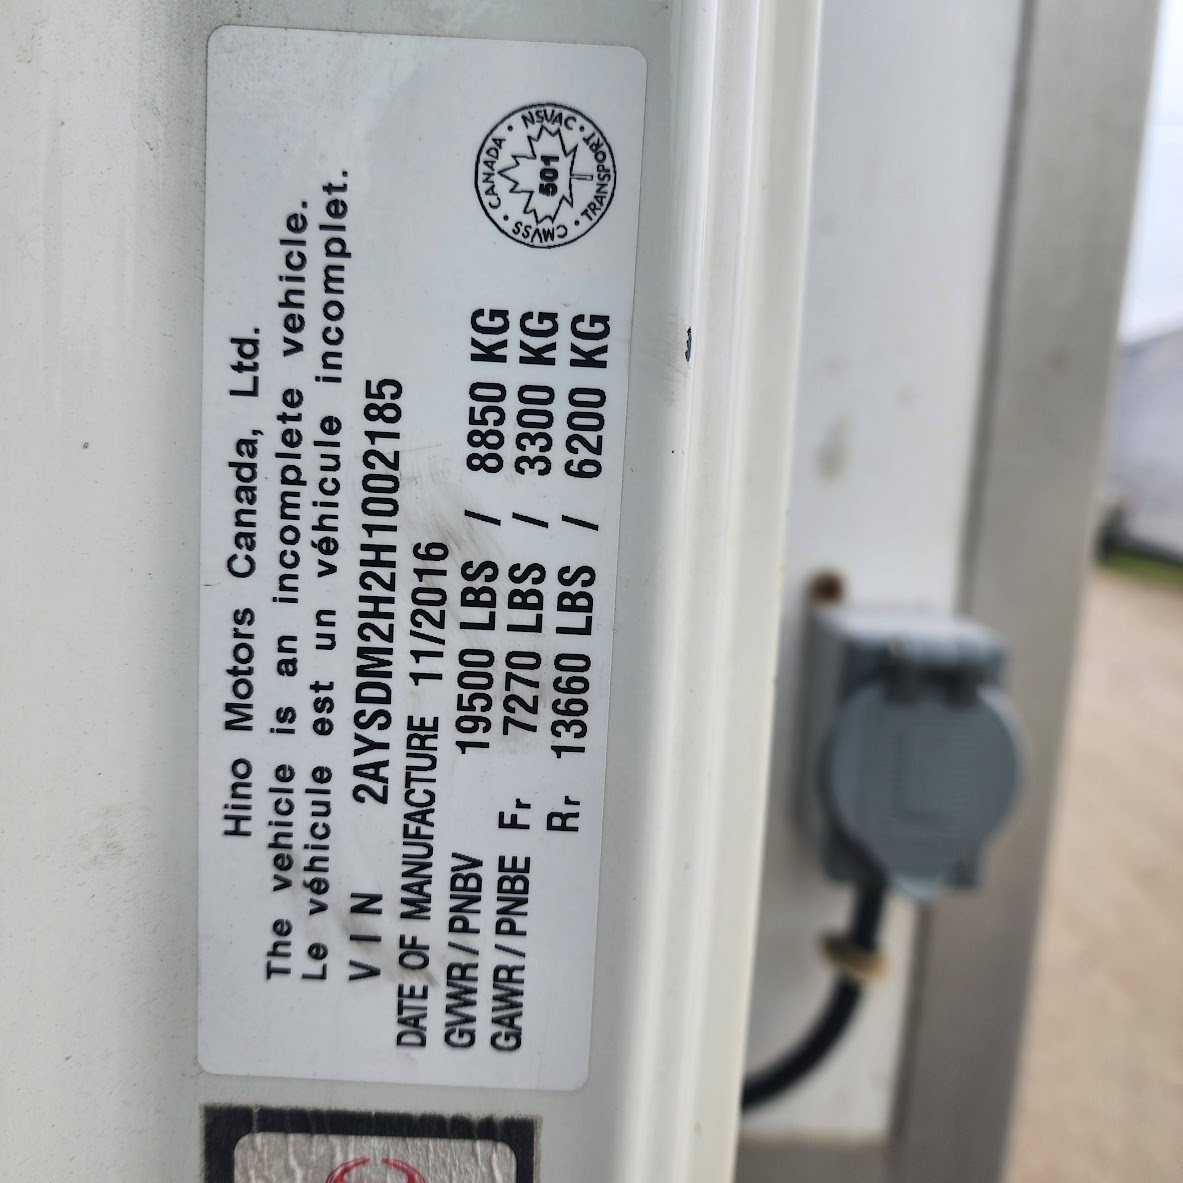 Hino Motors Canada, Ltd.
The vehicle is an incomplete vehicle.
Le véhicule est un véhicule incomplet.
VIN 2AYSDM2H2H1002185
DATE OF MANUFACTURE 11/2016
GVWR/PNBV 19500 LBS / 8850 KG
GAWR/PNBE Fr 7270 LBS / 3300 KG
Rr 13660 LBS / 6200 KG
CANADA • NSVAC • TRANSPORT • CMVSS •
501